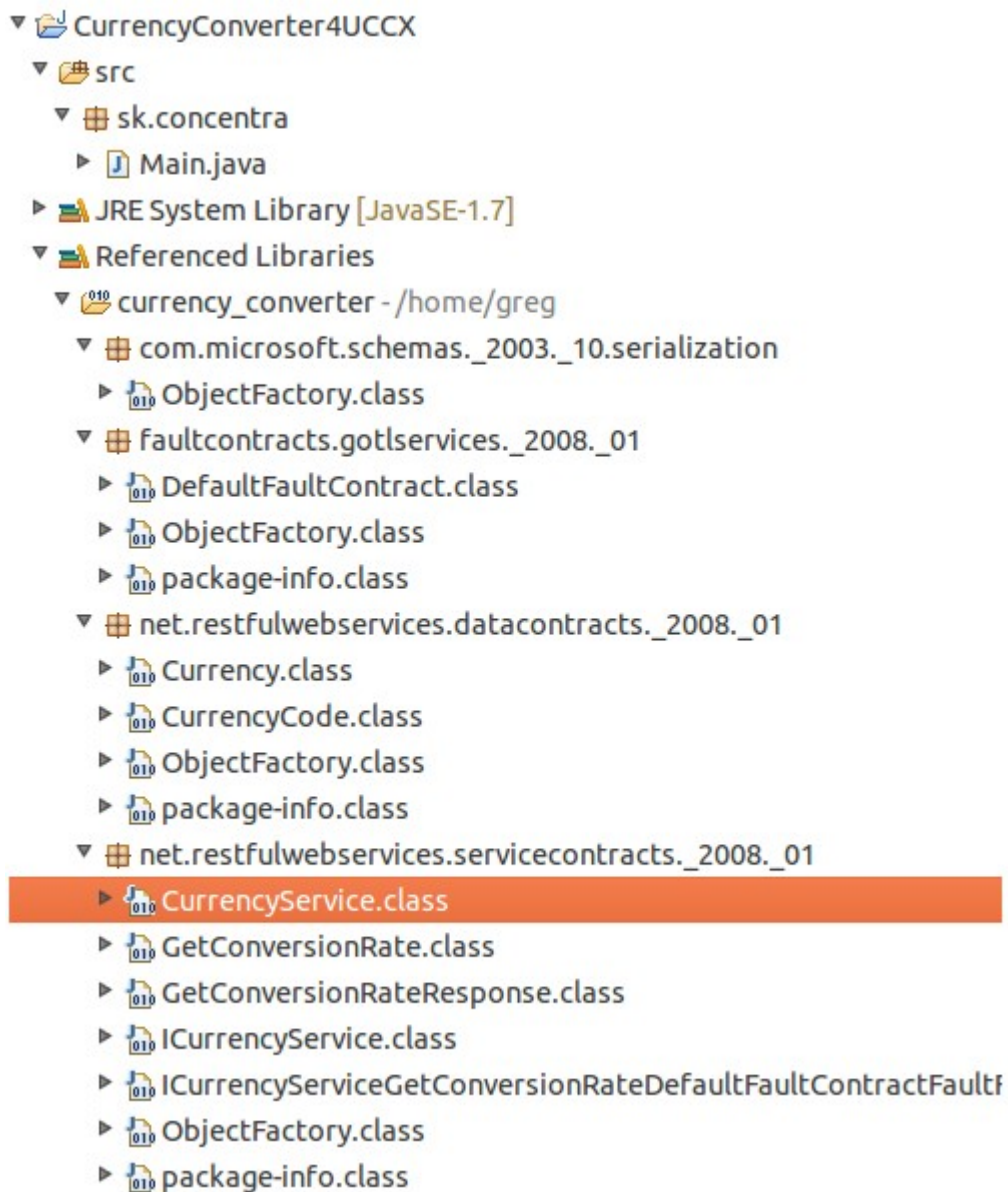 CurrencyConverter4UCCX
src
sk.concentra
Main.java
JRE System Library [JavaSE-1.7]
Referenced Libraries
currency_converter - /home/greg
com.microsoft.schemas._2003._10.serialization
ObjectFactory.class
faultcontracts.gotlservices._2008._01
DefaultFaultContract.class
ObjectFactory.class
package-info.class
net.restfulwebservices.datacontracts._2008._01
Currency.class
CurrencyCode.class
ObjectFactory.class
package-info.class
net.restfulwebservices.servicecontracts._2008._01
CurrencyService.class
GetConversionRate.class
GetConversionRateResponse.class
ICurrencyService.class
ICurrencyServiceGetConversionRateDefaultFaultContractFaultF
ObjectFactory.class
package-info.class